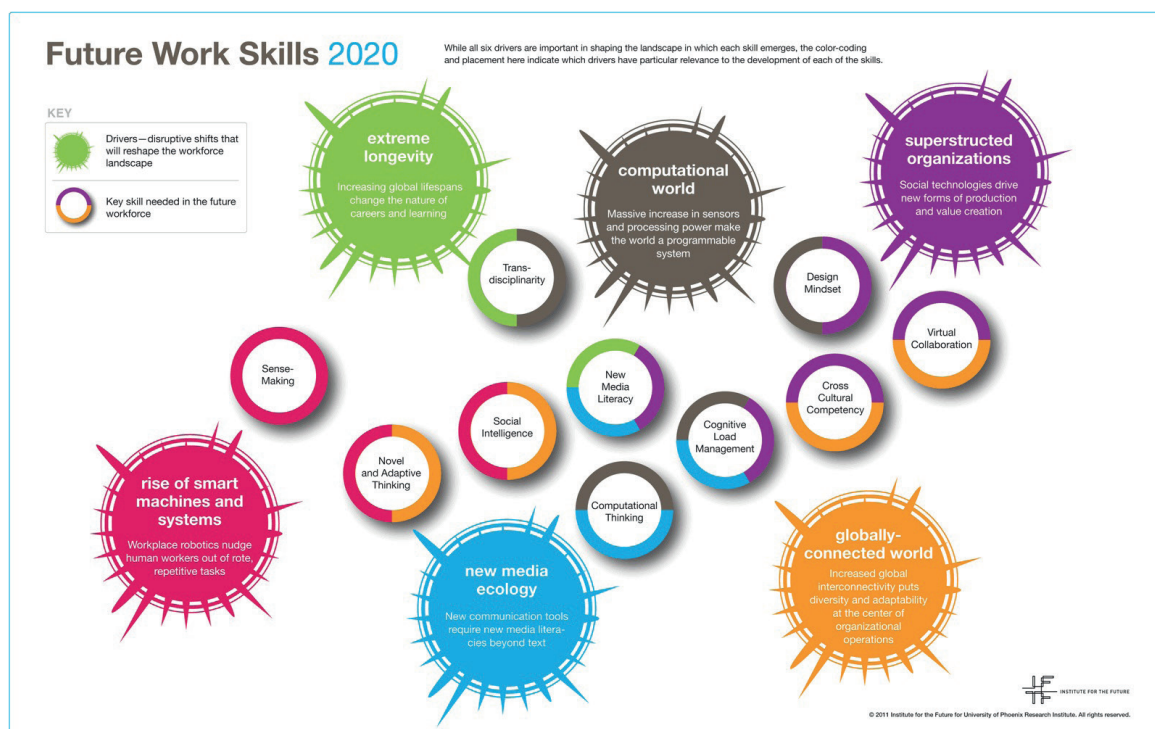 Future Work Skills 2020
While all six drivers are important in shaping the landscape in which each skill emerges, the color-coding
and placement here indicate which drivers have particular relevance to the development of each of the skills.
KEY
Drivers—disruptive shifts that
will reshape the workforce
landscape
Key skill needed in the future
workforce
extreme
longevity
Increasing global lifespans
change the nature of
careers and learning
computational
world
Massive increase in sensors
and processing power make
the world a programmable
system
superstructed
organizations
Social technologies drive
new forms of production
and value creation
Trans-
disciplinarity
Design
Mindset
Virtual
Collaboration
Sense-
Making
New
Media
Literacy
Cross
Cultural
Competency
Social
Intelligence
Cognitive
Load
Management
Novel
and Adaptive
Thinking
Computational
Thinking
rise of smart
machines and
systems
Workplace robotics nudge
human workers out of rote,
repetitive tasks
new media
ecology
New communication tools
require new media litera-
cies beyond text
globally-
connected world
Increased global
interconnectivity puts
diversity and adaptability
at the center of
organizational
operations
INSTITUTE FOR THE FUTURE
© 2011 Institute for the Future for University of Phoenix Research Institute. All rights reserved.